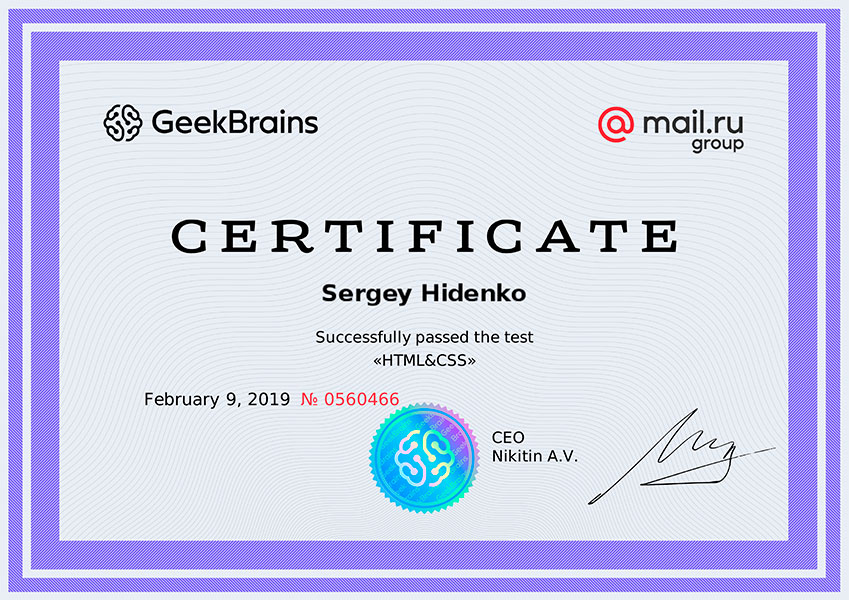 GeekBrains
@mail.ru
group
CERTIFICATE
Sergey Hidenko
Successfully passed the test
«HTML&CSS»
February 9, 2019 № 0560466
CEO
Nikitin A.V.